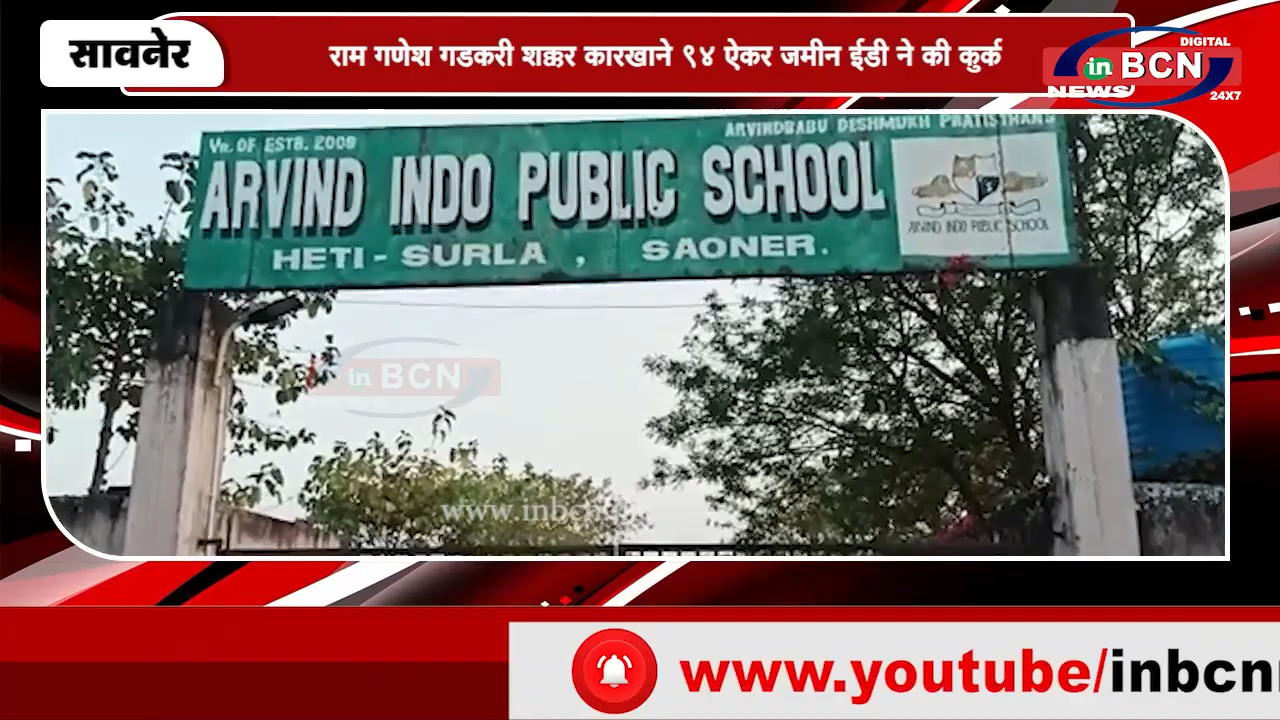 सावनेर
राम गणेश गडकरी शक्कर कारखाने ९४ ऐकर जमीन ईडी ने की कुर्क
DIGITAL
in BCN
NEWS
24X7
YR. OF ESTB. 2008
ARVINDBABU DESHMUKH PRATISTHAN'S
ARVIND INDO PUBLIC SCHOOL
HETI - SURLA , SAONER.
ARVIND INDO PUBLIC SCHOOL
in BCN
www.inbcn
www.youtube/inbcn